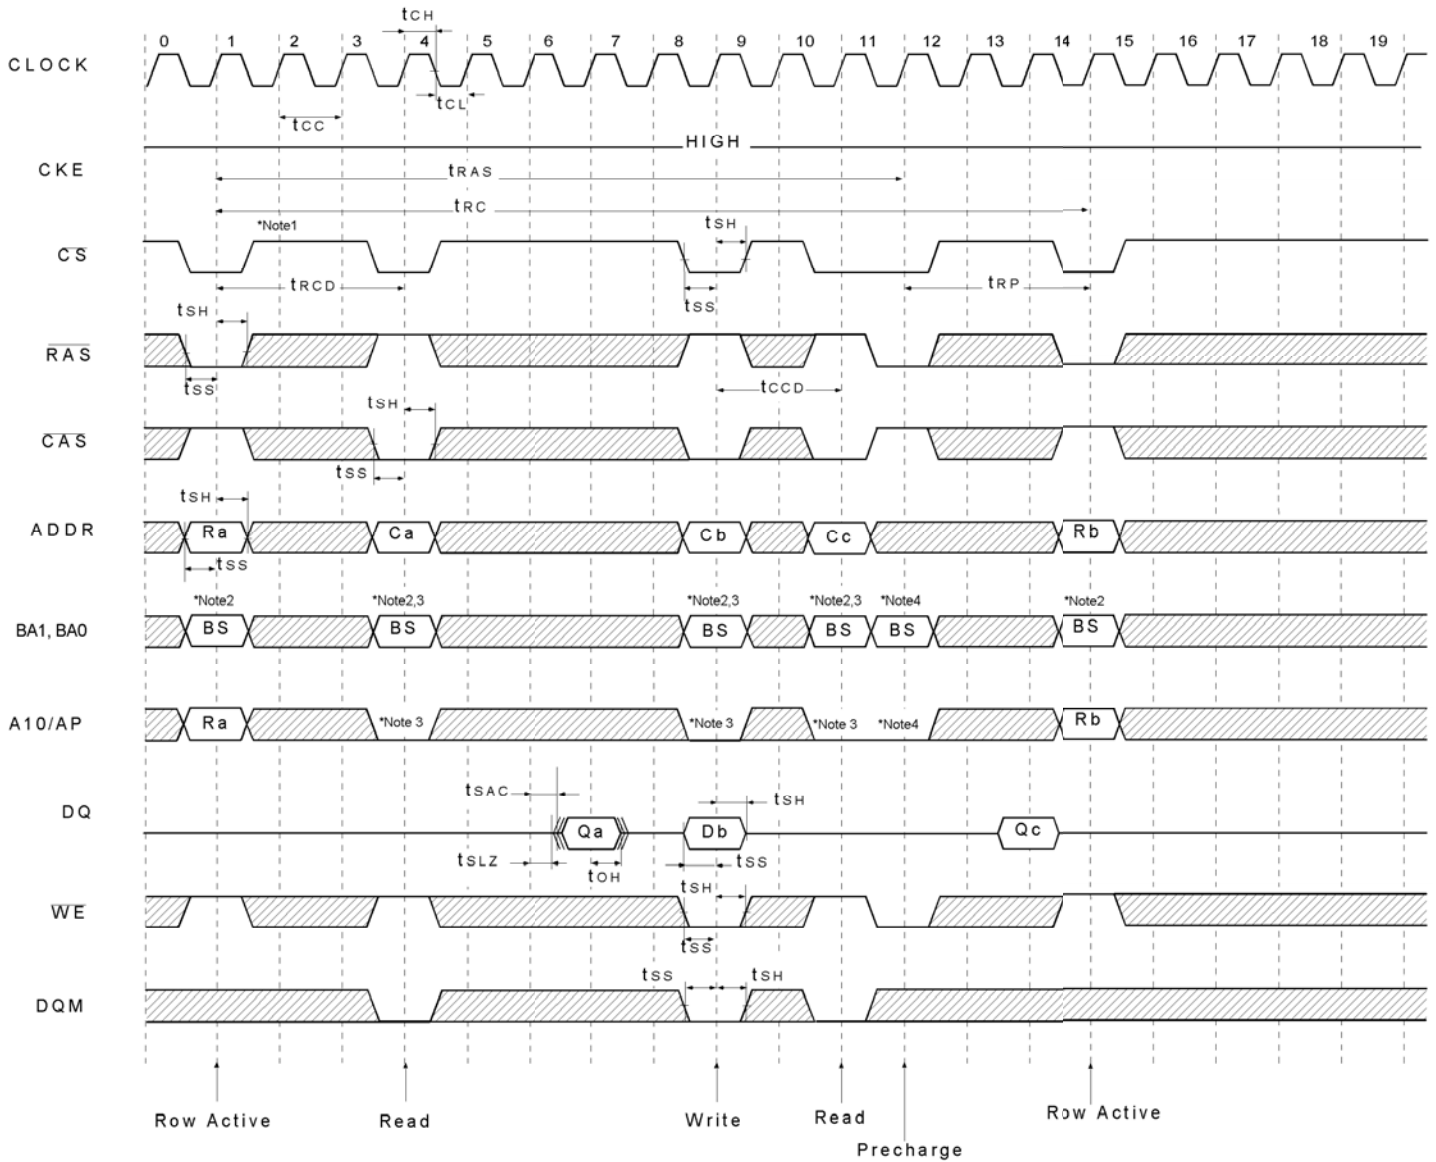 tCH
0 1 2 3 4 5 6 7 8 9 10 11 12 13 14 15 16 17 18 19
CLOCK
tCL
tCC
HIGH
CKE
tRAS
tRC
*Note1
tSH
CS
tRCD
tRP
tSS
tSH
RAS
tSS
tCCD
tSH
CAS
tSS
tSH
ADDR
Ra Ca Cb Cc Rb
tSS
*Note2 *Note2,3 *Note2,3 *Note2,3 *Note4 *Note2
BA1, BA0
BS BS BS BS BS BS
A10/AP
Ra *Note 3 *Note 3 *Note 3 *Note4 Rb
tSAC
tSH
DQ
Qa Db Qc
tSLZ
tOH
tSS
tSH
WE
tSS
tSS
tSH
DQM
Row Active Read Write Read Row Active
Precharge